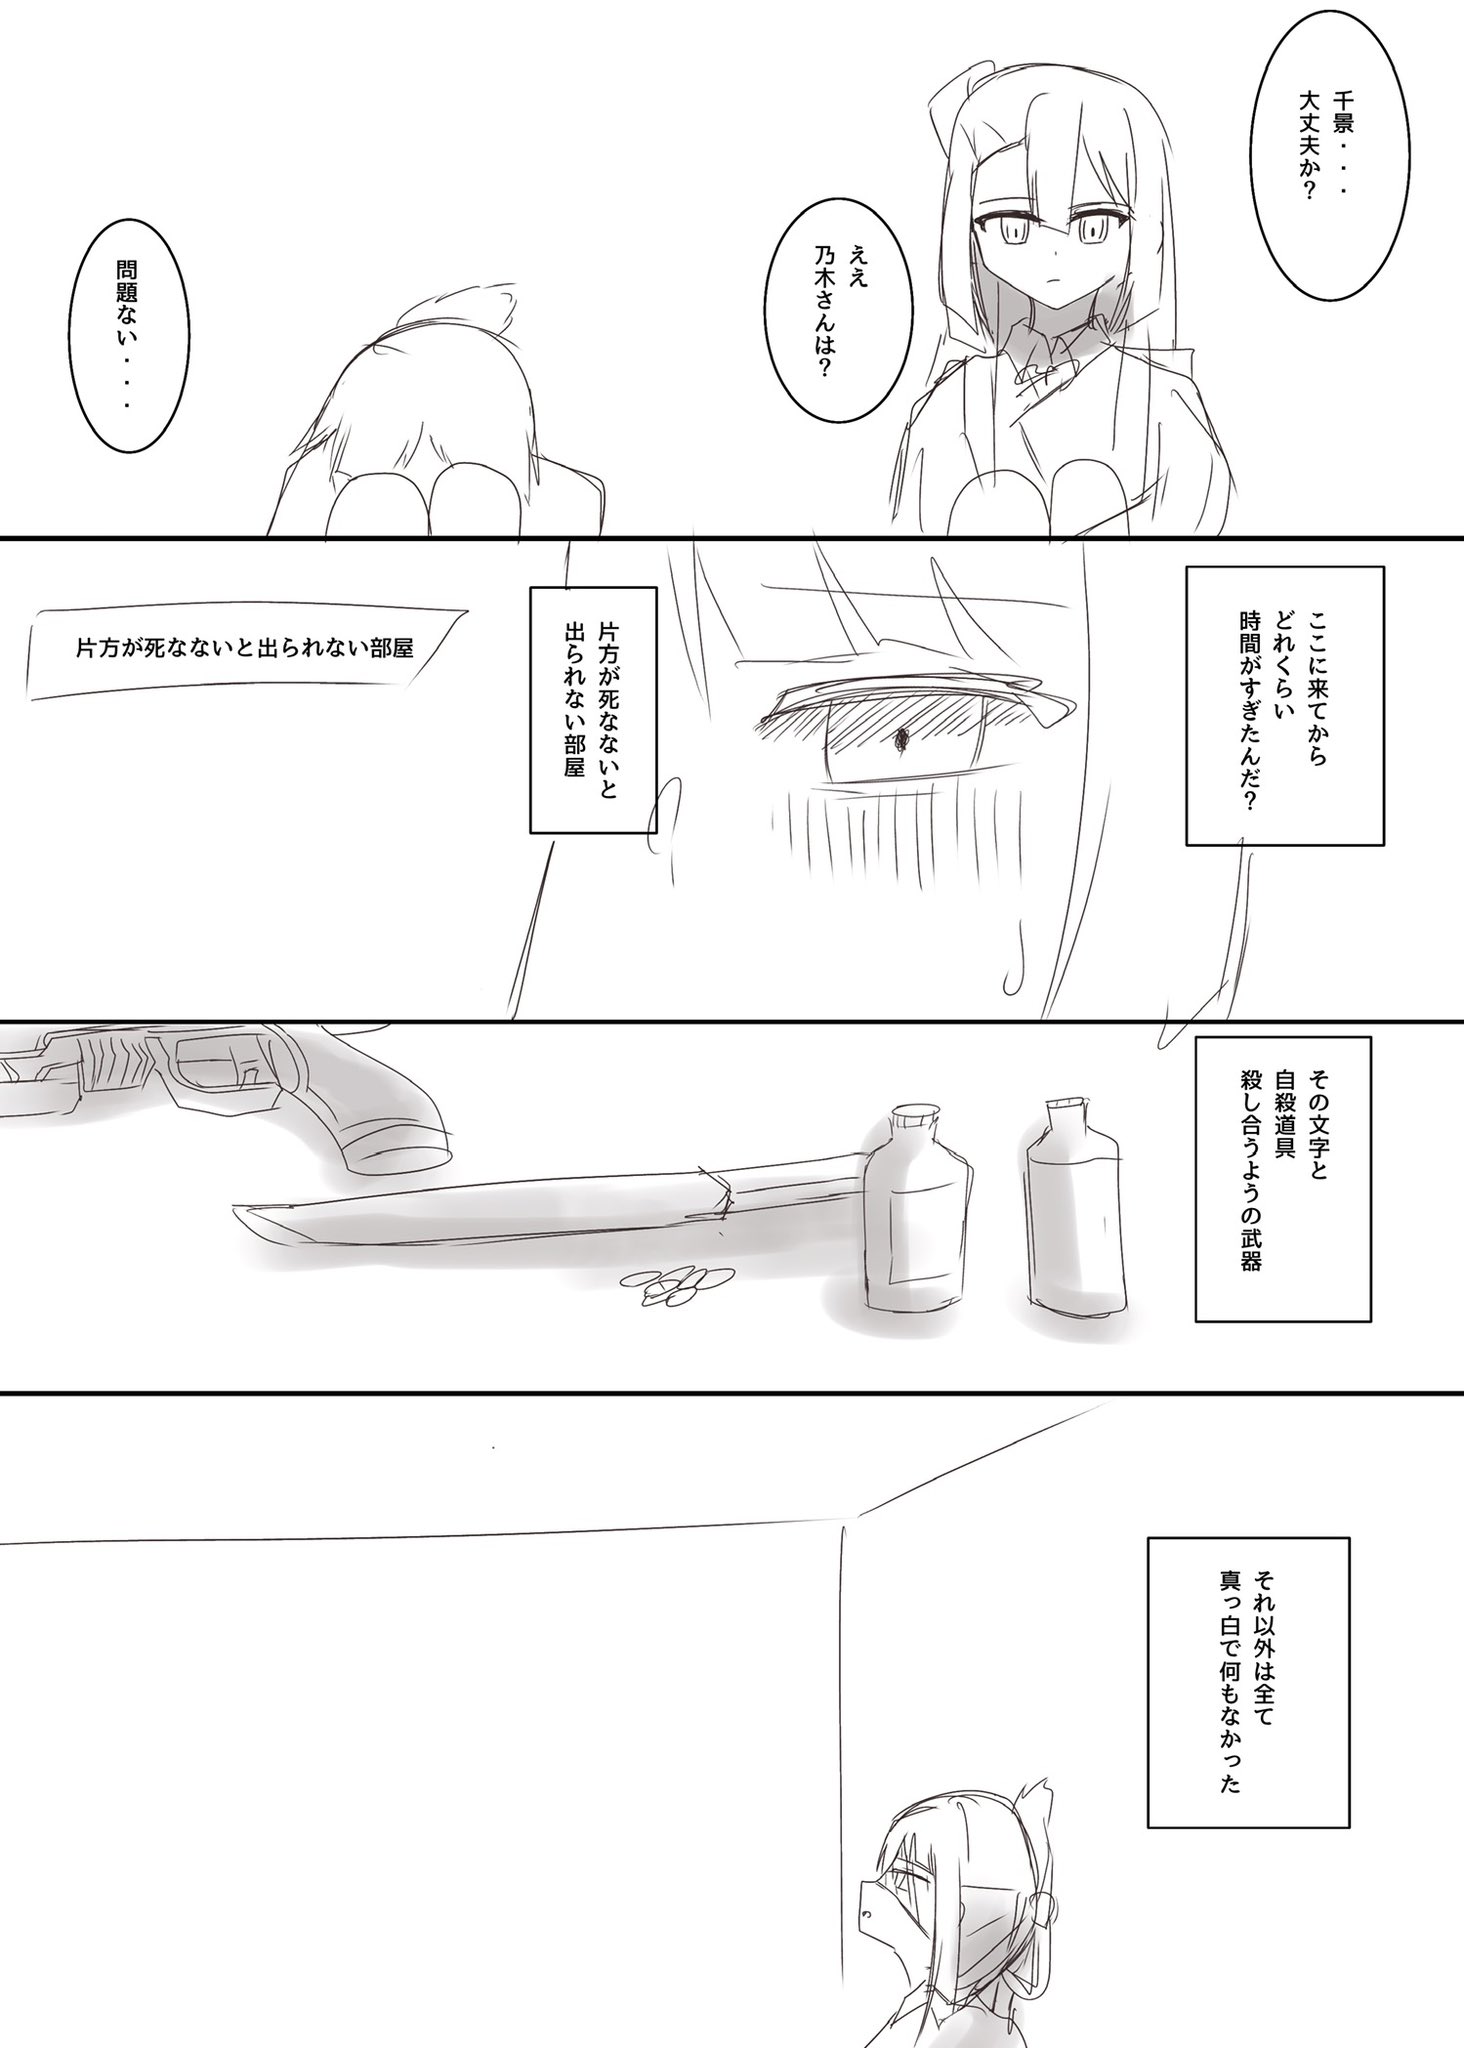 千景・・・
大丈夫か？
ええ
乃木さんは？
問題ない・・・
ここに来てから
どれくらい
時間がすぎたんだ？
片方が死なないと
出られない部屋
片方が死なないと出られない部屋
その文字と
自殺道具
殺し合うようの武器
それ以外は全て
真っ白で何もなかった